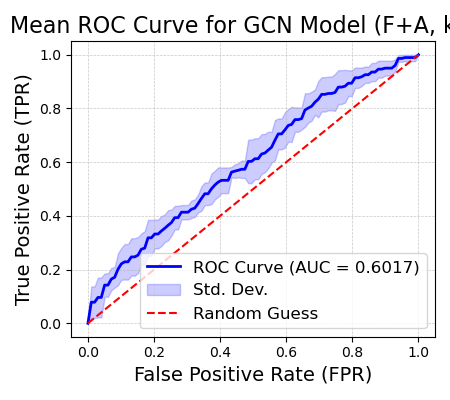 Mean ROC Curve for GCN Model (F+A, k
1.0
0.8
0.6
0.4
0.2
0.0
True Positive Rate (TPR)
ROC Curve (AUC = 0.6017)
Std. Dev.
Random Guess
0.0 0.2 0.4 0.6 0.8 1.0
False Positive Rate (FPR)